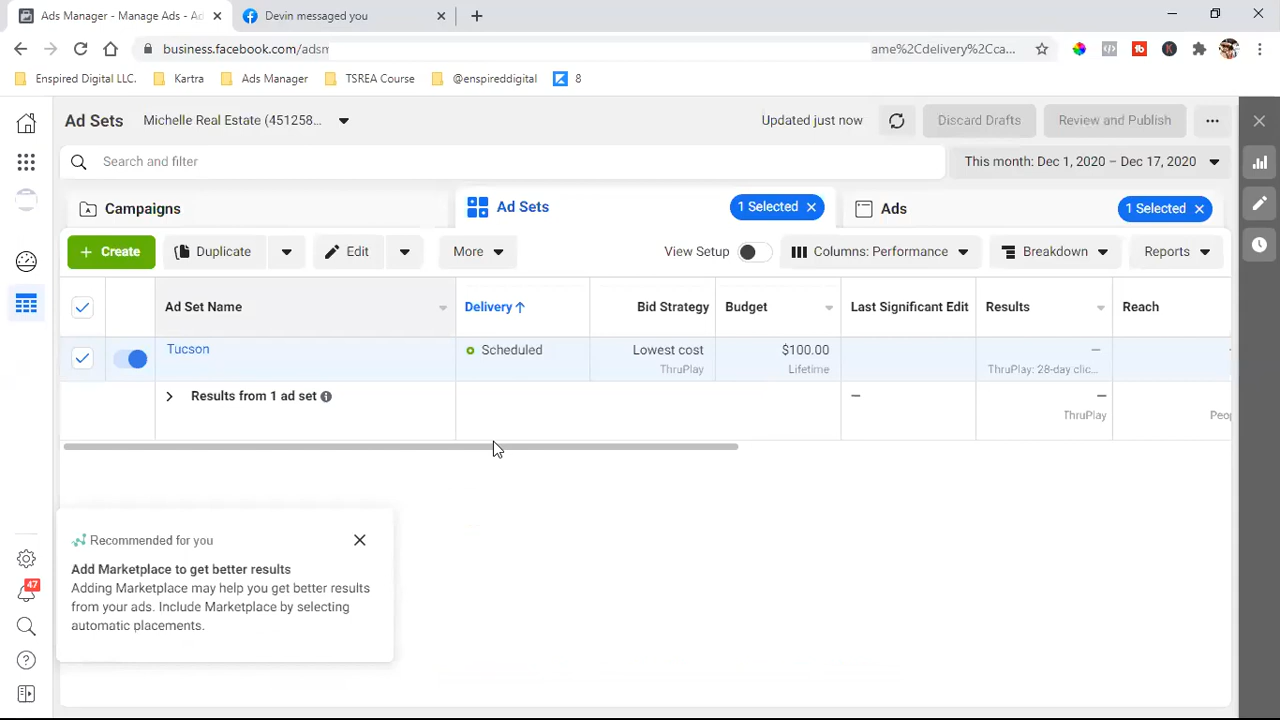 Ads Manager - Manage Ads - Ad
Devin messaged you
business.facebook.com/adsm
ame%2Cdelivery%2Cca...
Enspired Digital LLC.
Kartra
Ads Manager
TSREA Course
@enspireddigital
8
Ad Sets
Michelle Real Estate (451258...
Updated just now
Discard Drafts
Review and Publish
Search and filter
This month: Dec 1, 2020 – Dec 17, 2020
Campaigns
Ad Sets
1 Selected
Ads
1 Selected
+ Create
Duplicate
Edit
More
View Setup
Columns: Performance
Breakdown
Reports
Ad Set Name
Delivery ↑
Bid Strategy
Budget
Last Significant Edit
Results
Reach
Tucson
Scheduled
Lowest cost
ThruPlay
$100.00
Lifetime
—
ThruPlay: 28-day clic...
Results from 1 ad set
—
—
ThruPlay
Peop
47
Recommended for you
Add Marketplace to get better results
Adding Marketplace may help you get better results
from your ads. Include Marketplace by selecting
automatic placements.